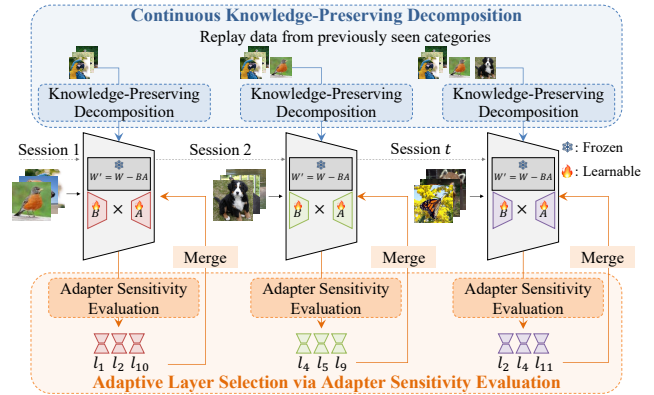 Continuous Knowledge-Preserving Decomposition
Replay data from previously seen categories
Knowledge-Preserving
Decomposition
Knowledge-Preserving
Decomposition
Knowledge-Preserving
Decomposition
Session 1
Session 2
Session t
: Frozen
: Learnable
W' = W − BA
B × A
W' = W − BA
B × A
W' = W − BA
B × A
Merge
Merge
Merge
Adapter Sensitivity
Evaluation
Adapter Sensitivity
Evaluation
Adapter Sensitivity
Evaluation
l₁ l₂ l₁₀
l₄ l₅ l₉
l₂ l₄ l₁₁
Adaptive Layer Selection via Adapter Sensitivity Evaluation